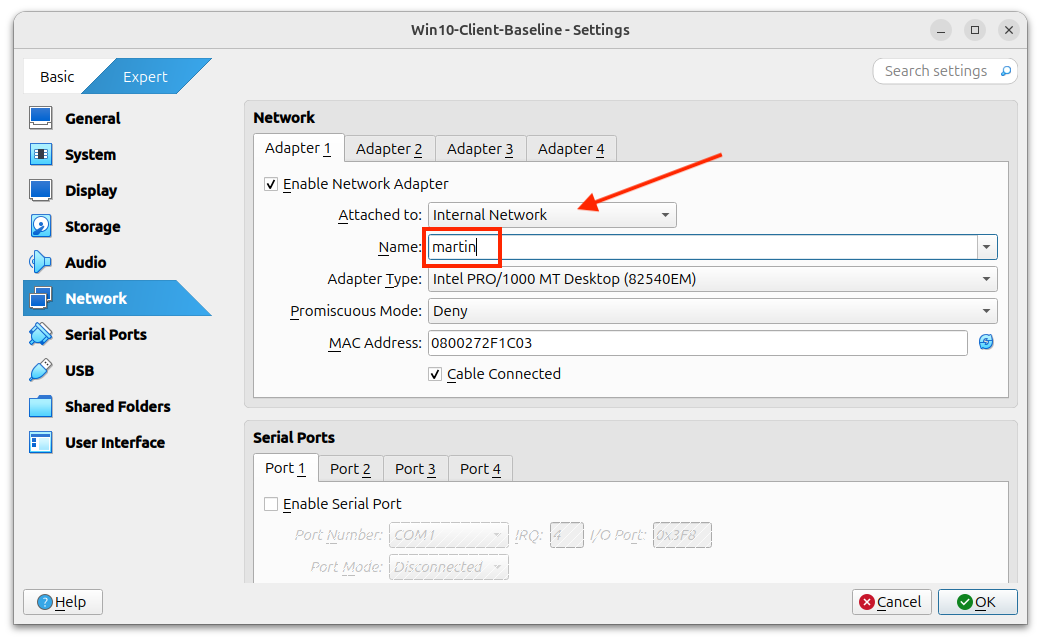 Win10-Client-Baseline - Settings
Basic
Expert
Search settings
General
System
Display
Storage
Audio
Network
Serial Ports
USB
Shared Folders
User Interface
Network
Adapter 1 Adapter 2 Adapter 3 Adapter 4
Enable Network Adapter
Attached to: Internal Network
Name: martin
Adapter Type: Intel PRO/1000 MT Desktop (82540EM)
Promiscuous Mode: Deny
MAC Address: 0800272F1C03
Cable Connected
Serial Ports
Port 1 Port 2 Port 3 Port 4
Enable Serial Port
Port Number: COM1 IRQ: 4 I/O Port: 0x3F8
Port Mode: Disconnected
Help
Cancel
OK